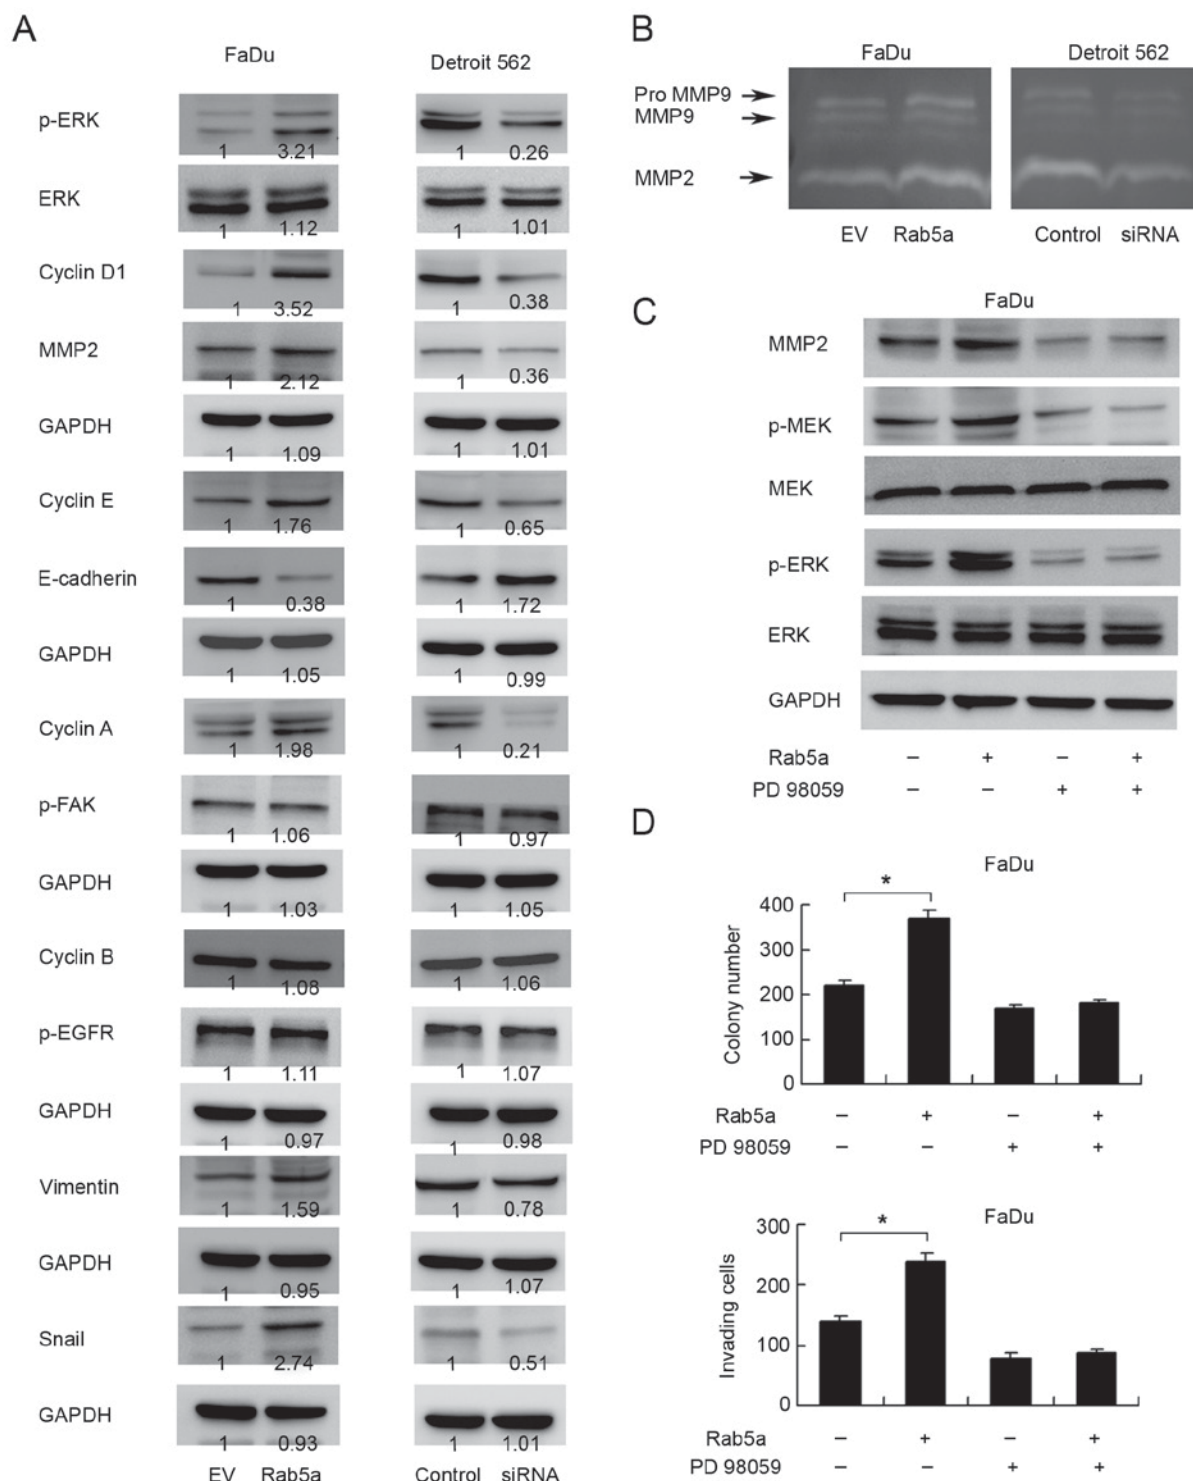 A
FaDu
Detroit 562
p-ERK
1 3.21 1 0.26
ERK
1 1.12 1 1.01
Cyclin D1
1 3.52 1 0.38
MMP2
1 2.12 1 0.36
GAPDH
1 1.09 1 1.01
Cyclin E
1 1.76 1 0.65
E-cadherin
1 0.38 1 1.72
GAPDH
1 1.05 1 0.99
Cyclin A
1 1.98 1 0.21
p-FAK
1 1.06 1 0.97
GAPDH
1 1.03 1 1.05
Cyclin B
1 1.08 1 1.06
p-EGFR
1 1.11 1 1.07
GAPDH
1 0.97 1 0.98
Vimentin
1 1.59 1 0.78
GAPDH
1 0.95 1 1.07
Snail
1 2.74 1 0.51
GAPDH
1 0.93 1 1.01
EV Rab5a Control siRNA
B
FaDu Detroit 562
Pro MMP9
MMP9
MMP2
EV Rab5a Control siRNA
C
FaDu
MMP2
p-MEK
MEK
p-ERK
ERK
GAPDH
Rab5a − + − +
PD 98059 − − + +
D
FaDu
*
Colony number
400
300
200
100
0
Rab5a − + − +
PD 98059 − − + +
FaDu
*
Invading cells
300
200
100
0
Rab5a − + − +
PD 98059 − − + +